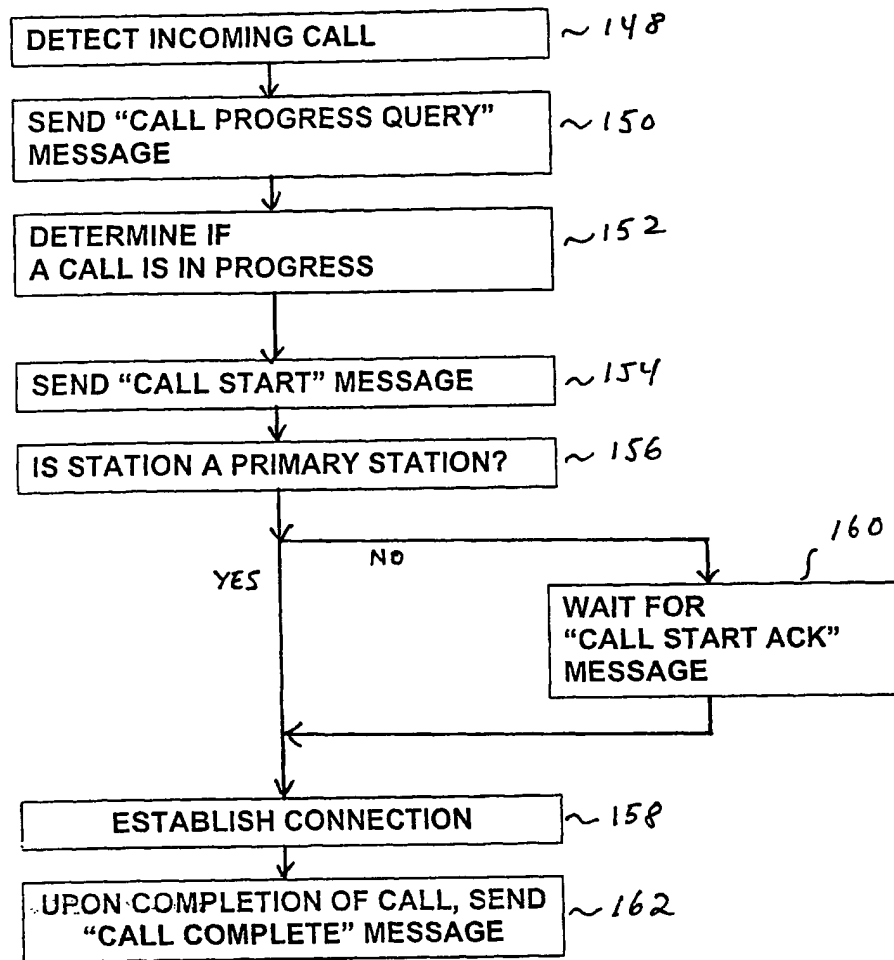 DETECT INCOMING CALL ~ 148
SEND “CALL PROGRESS QUERY” ~ 150
MESSAGE
DETERMINE IF ~ 152
A CALL IS IN PROGRESS
SEND “CALL START” MESSAGE ~ 154
IS STATION A PRIMARY STATION? ~ 156
160
NO
YES
WAIT FOR
“CALL START ACK”
MESSAGE
ESTABLISH CONNECTION ~ 158
UPON COMPLETION OF CALL, SEND ~ 162
“CALL COMPLETE” MESSAGE